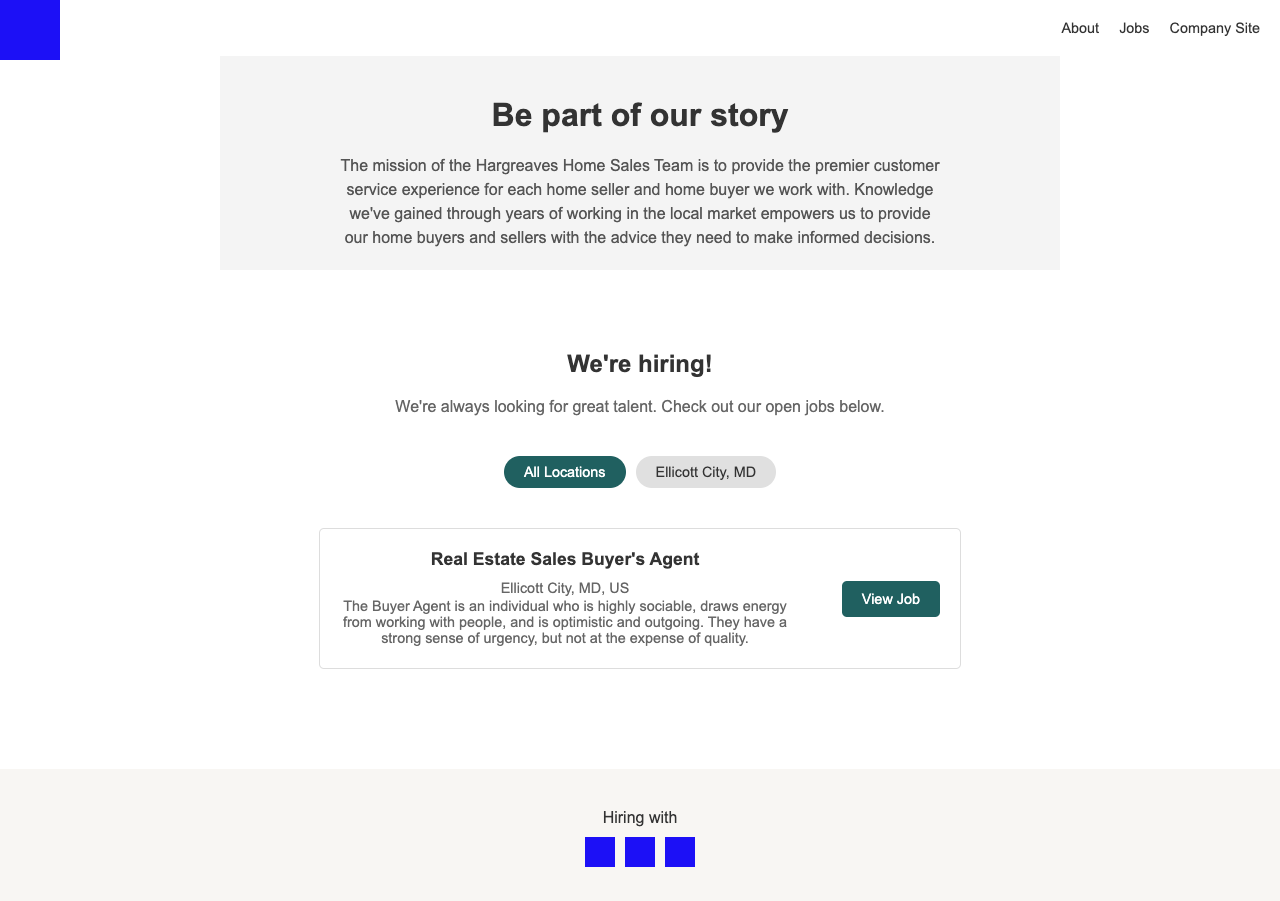 About Jobs Company Site
Be part of our story
The mission of the Hargreaves Home Sales Team is to provide the premier customer
service experience for each home seller and home buyer we work with. Knowledge
we've gained through years of working in the local market empowers us to provide
our home buyers and sellers with the advice they need to make informed decisions.
We're hiring!
We're always looking for great talent. Check out our open jobs below.
All Locations Ellicott City, MD
Real Estate Sales Buyer's Agent
Ellicott City, MD, US
The Buyer Agent is an individual who is highly sociable, draws energy
from working with people, and is optimistic and outgoing. They have a
strong sense of urgency, but not at the expense of quality.
View Job
Hiring with